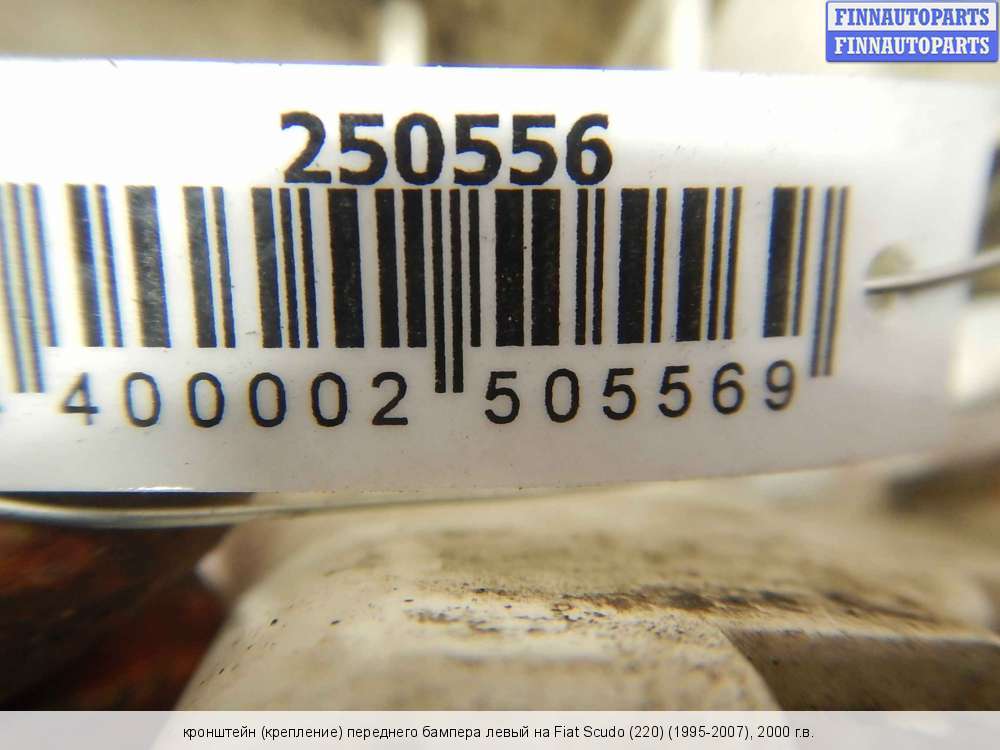 FINNAUTOPARTS
FINNAUTOPARTS
250556
400002 505569
кронштейн (крепление) переднего бампера левый на Fiat Scudo (220) (1995-2007), 2000 г.в.